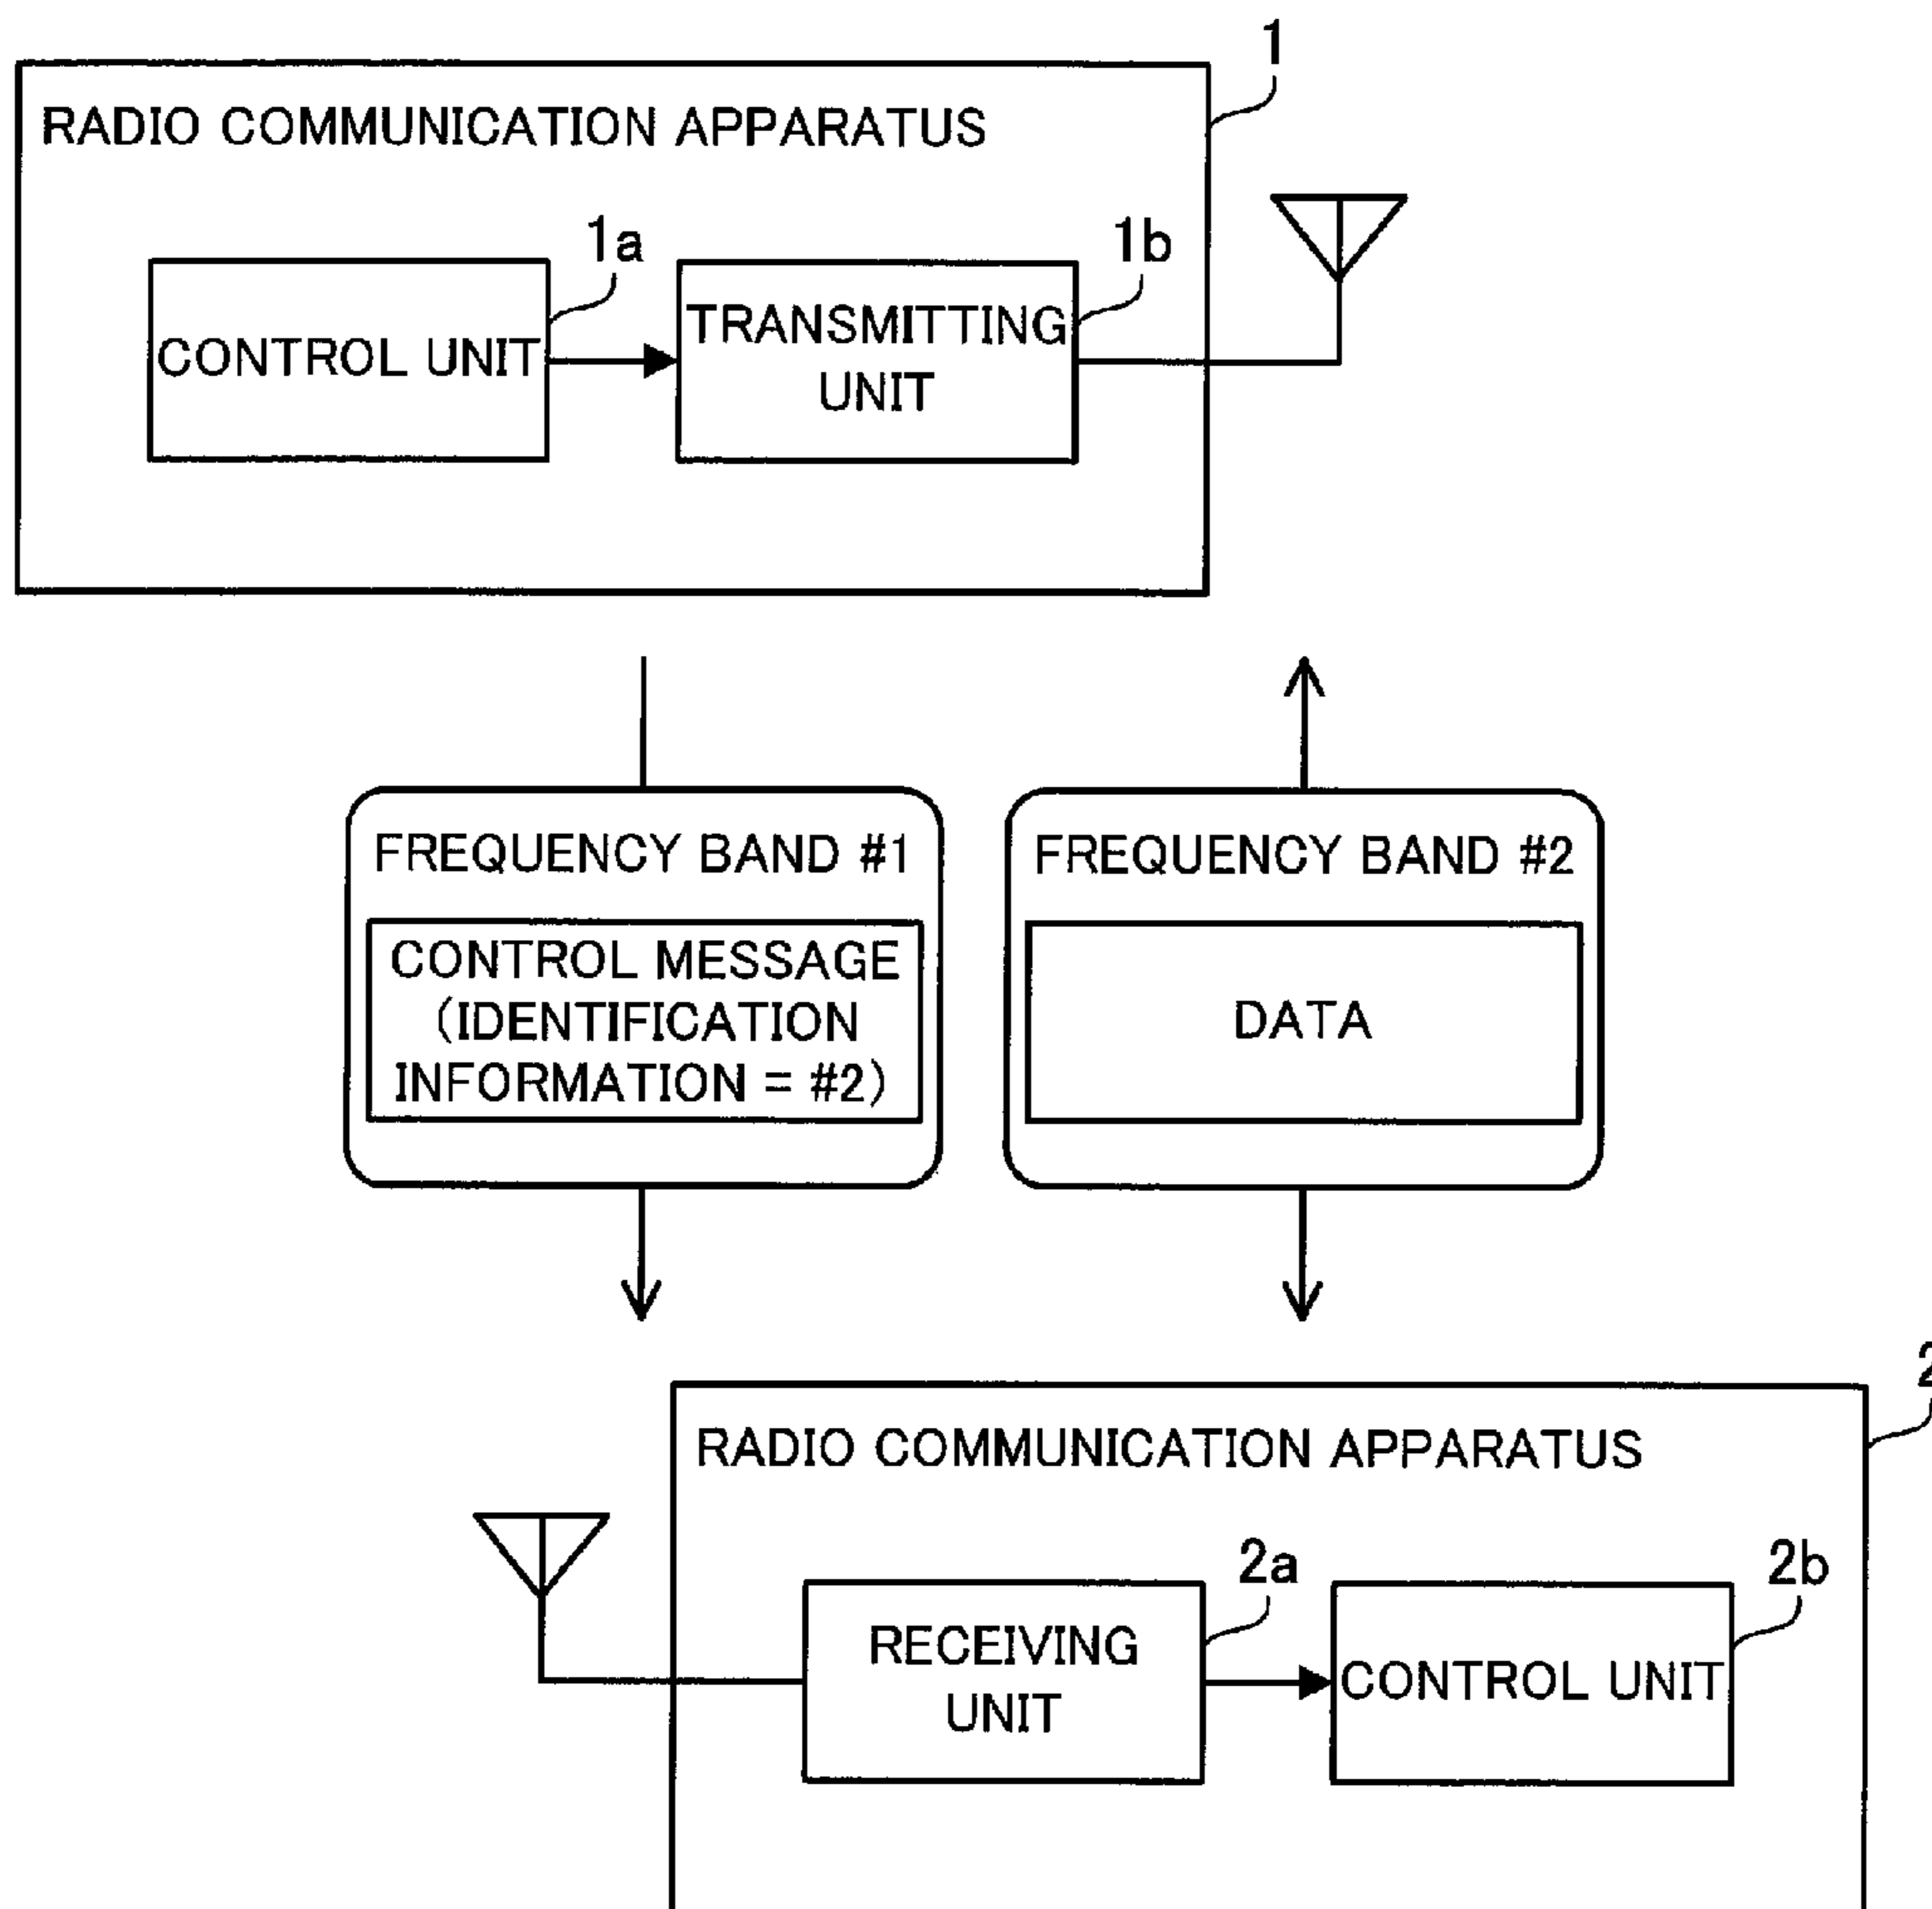 1
RADIO COMMUNICATION APPARATUS
1a
1b
CONTROL UNIT
TRANSMITTING
UNIT
FREQUENCY BAND #1
CONTROL MESSAGE
(IDENTIFICATION
INFORMATION = #2)
FREQUENCY BAND #2
DATA
2
RADIO COMMUNICATION APPARATUS
2a
2b
RECEIVING
UNIT
CONTROL UNIT